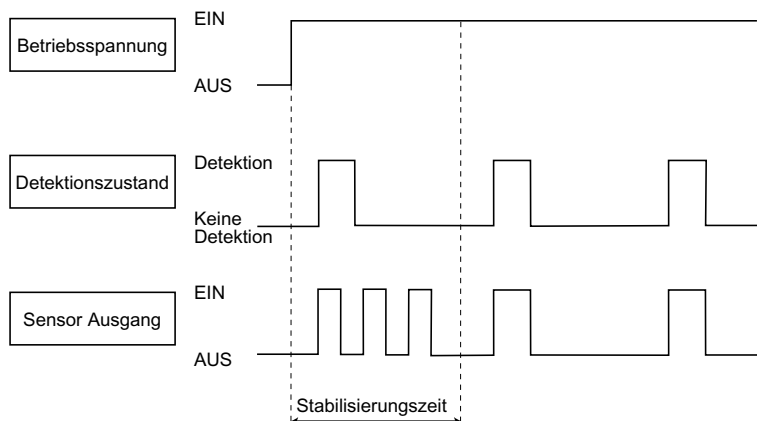 EIN
Betriebsspannung
AUS
Detektion
Detektionszustand
Keine
Detektion
EIN
Sensor Ausgang
AUS
Stabilisierungszeit